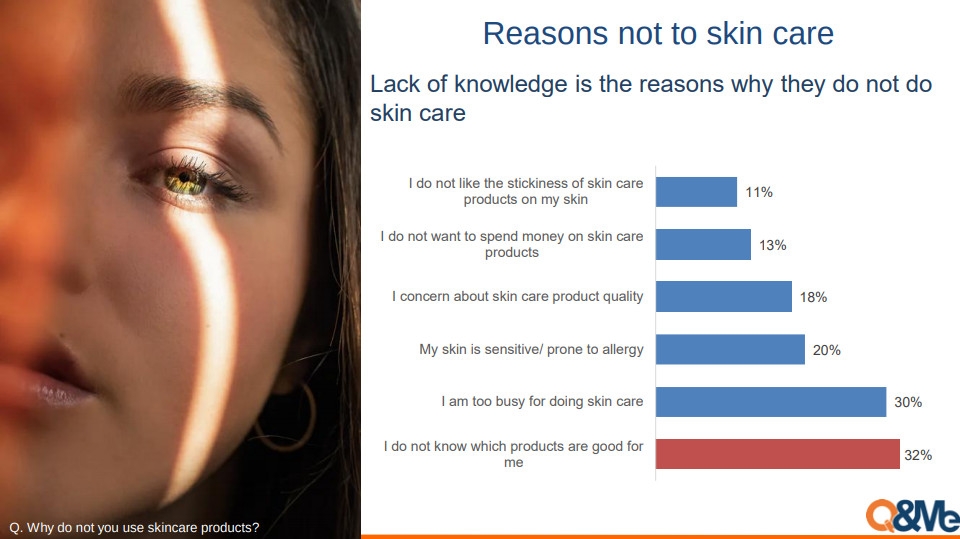 Reasons not to skin care
Lack of knowledge is the reasons why they do not do
skin care
I do not like the stickiness of skin care
products on my skin
11%
I do not want to spend money on skin care
products
13%
I concern about skin care product quality
18%
My skin is sensitive/ prone to allergy
20%
I am too busy for doing skin care
30%
I do not know which products are good for
me
32%
Q. Why do not you use skincare products?
Q&Me